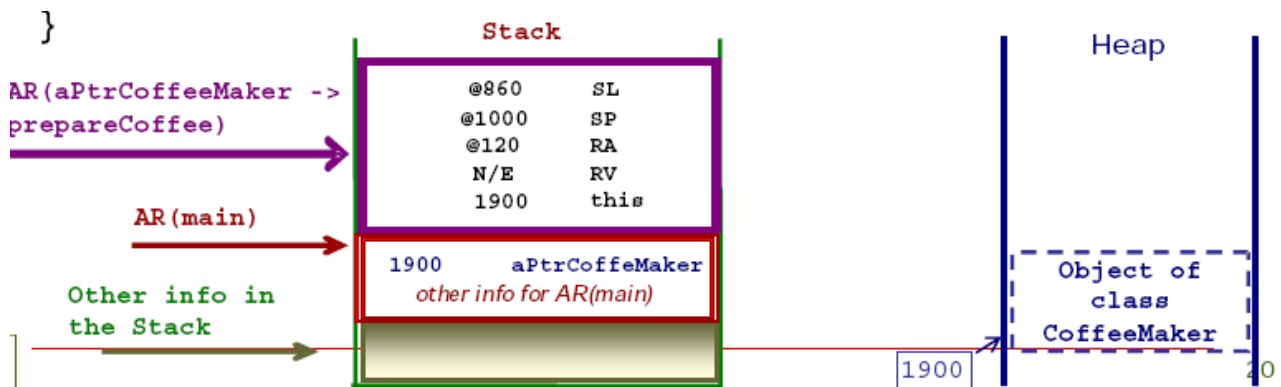 }
Stack
Heap
AR(aPtrCoffeeMaker ->
prepareCoffee)
@860 SL
@1000 SP
@120 RA
N/E RV
1900 this
AR(main)
1900 aPtrCoffeMaker
other info for AR(main)
Other info in
the Stack
Object of
class
CoffeeMaker
1900
20